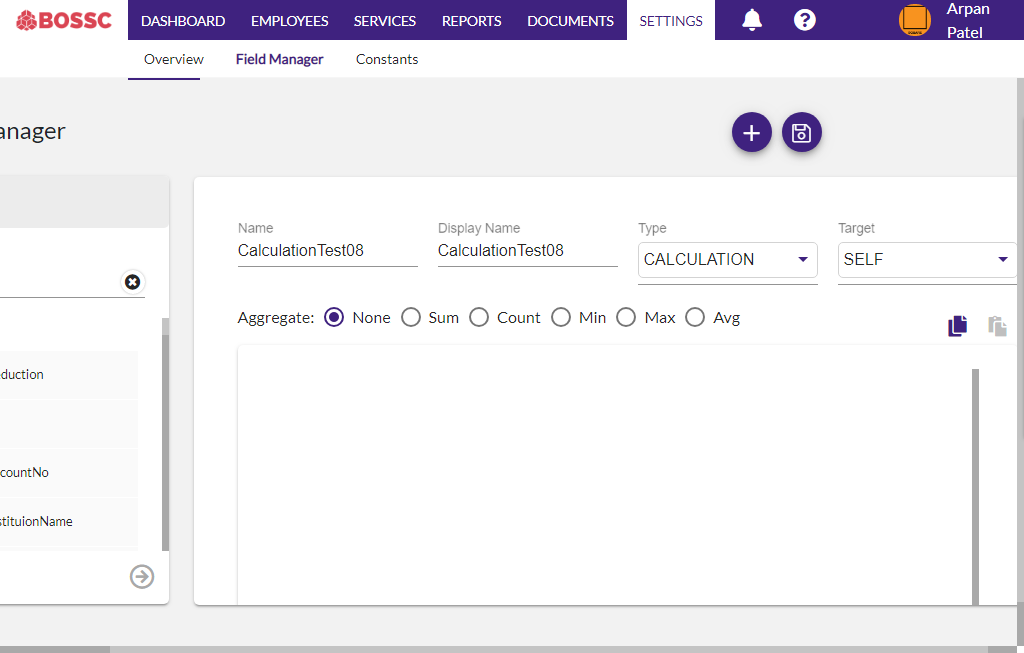 BOSSC
DASHBOARD EMPLOYEES SERVICES REPORTS DOCUMENTS SETTINGS ? Arpan
Patel
Overview Field Manager Constants
anager
Name Display Name Type Target
CalculationTest08 CalculationTest08 CALCULATION SELF
Aggregate: None Sum Count Min Max Avg
duction
countNo
stituionName